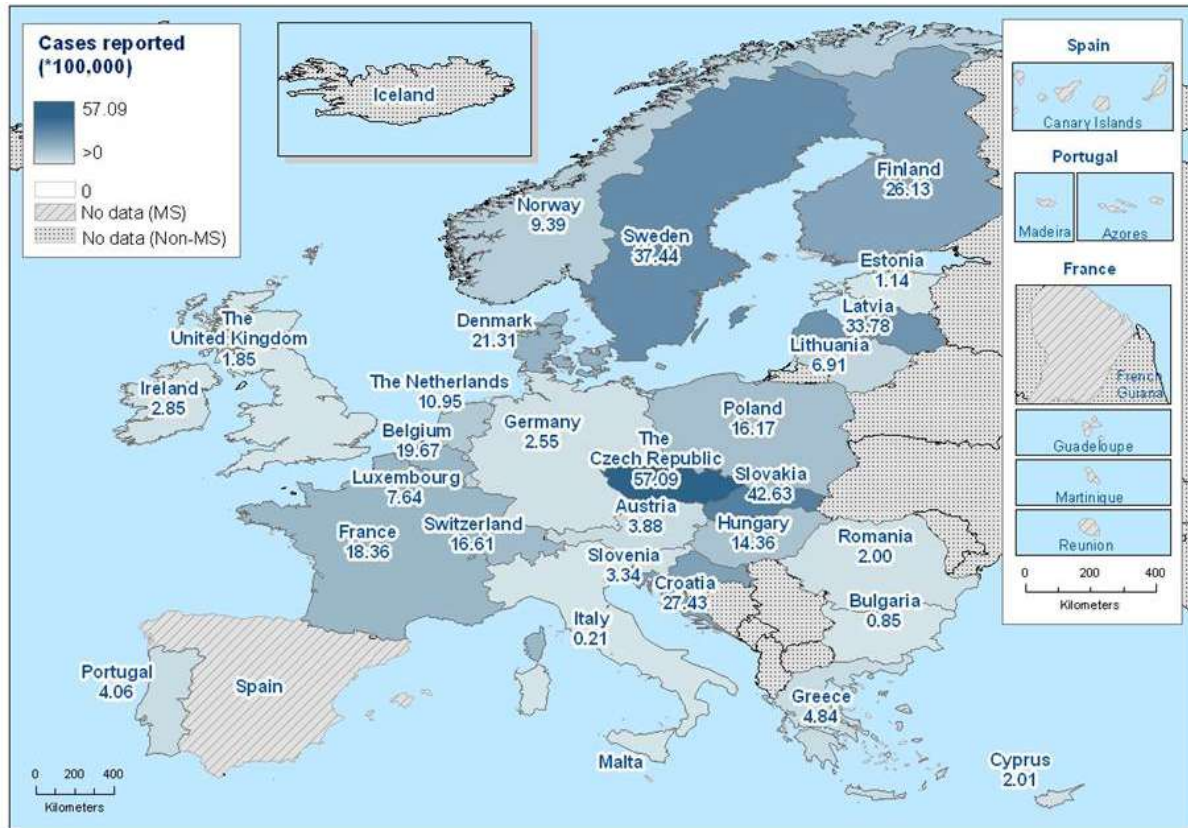 Cases reported
(*100,000)
57.09
>0
0
No data (MS)
No data (Non-MS)
Iceland
Norway
9.39
Sweden
37.44
Finland
26.13
Estonia
1.14
Latvia
33.78
Lithuania
6.91
Denmark
21.31
The
United Kingdom
1.85
Ireland
2.85
The Netherlands
10.95
Belgium
19.67
Luxembourg
7.64
Germany
2.55
Poland
16.17
The
Czech Republic
57.09
Slovakia
42.63
Austria
3.88
Hungary
14.36
Romania
2.00
France
18.36
Switzerland
16.61
Slovenia
3.34
Croatia
27.43
Bulgaria
0.85
Italy
0.21
Portugal
4.06
Spain
Greece
4.84
Malta
Cyprus
2.01
0 200 400
Kilometers
Spain
Canary Islands
Portugal
Madeira
Azores
France
French
Guiana
Guadeloupe
Martinique
Reunion
0 200 400
Kilometers